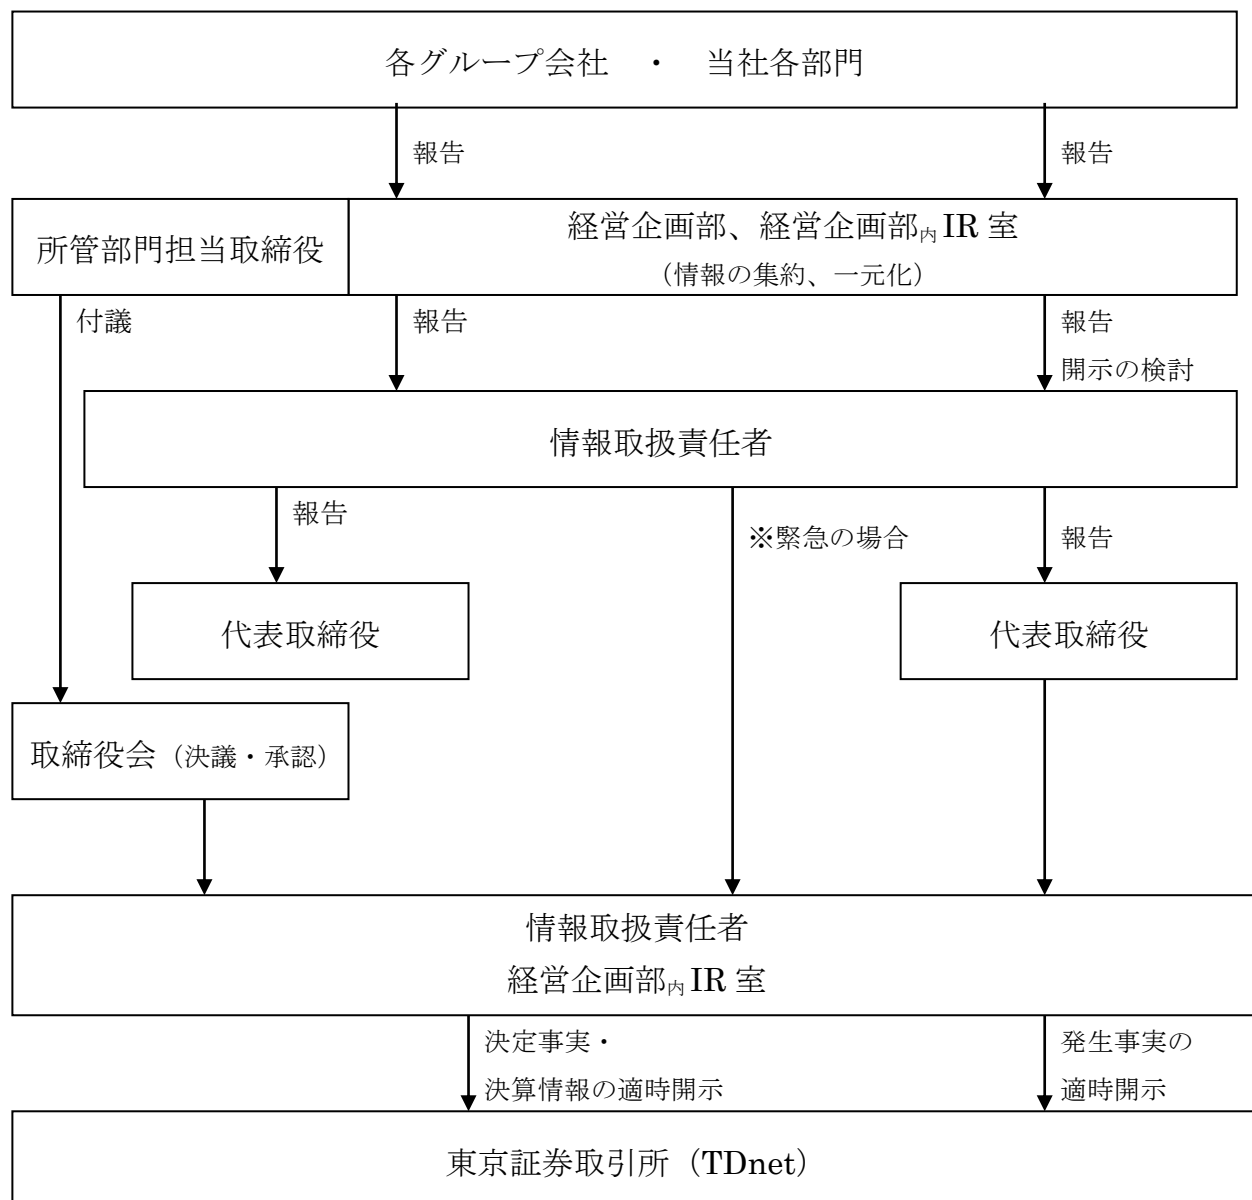 各グループ会社 ・ 当社各部門
報告
報告
所管部門担当取締役
経営企画部、経営企画部内IR 室
（情報の集約、一元化）
付議
報告
報告
開示の検討
情報取扱責任者
報告
※緊急の場合
報告
代表取締役
代表取締役
取締役会（決議・承認）
情報取扱責任者
経営企画部内IR 室
決定事実・
決算情報の適時開示
発生事実の
適時開示
東京証券取引所（TDnet）